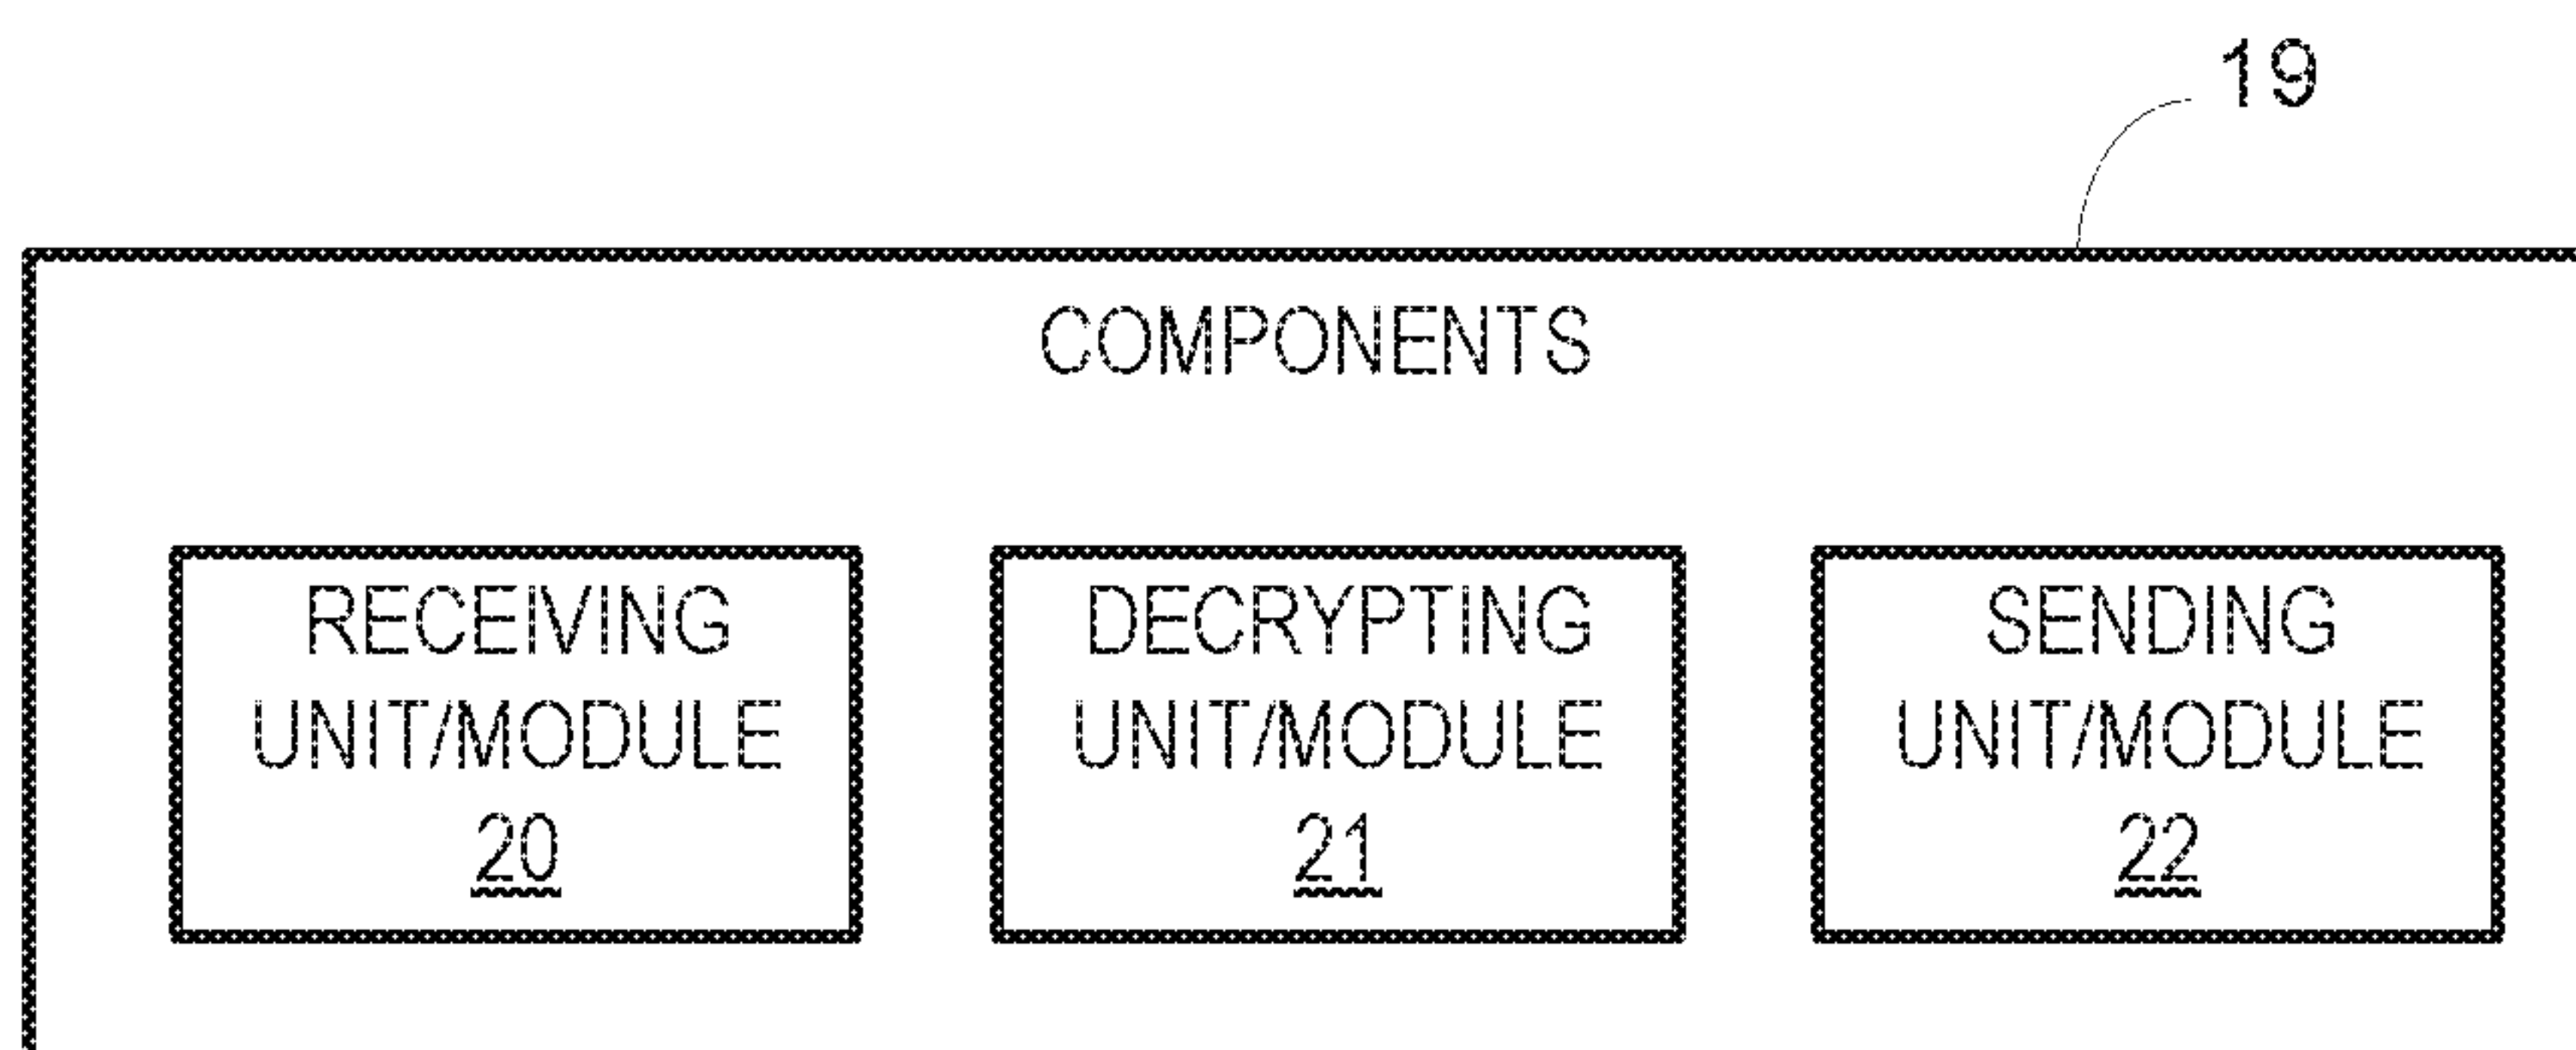 19
COMPONENTS
RECEIVING
UNIT/MODULE
20
DECRYPTING
UNIT/MODULE
21
SENDING
UNIT/MODULE
22